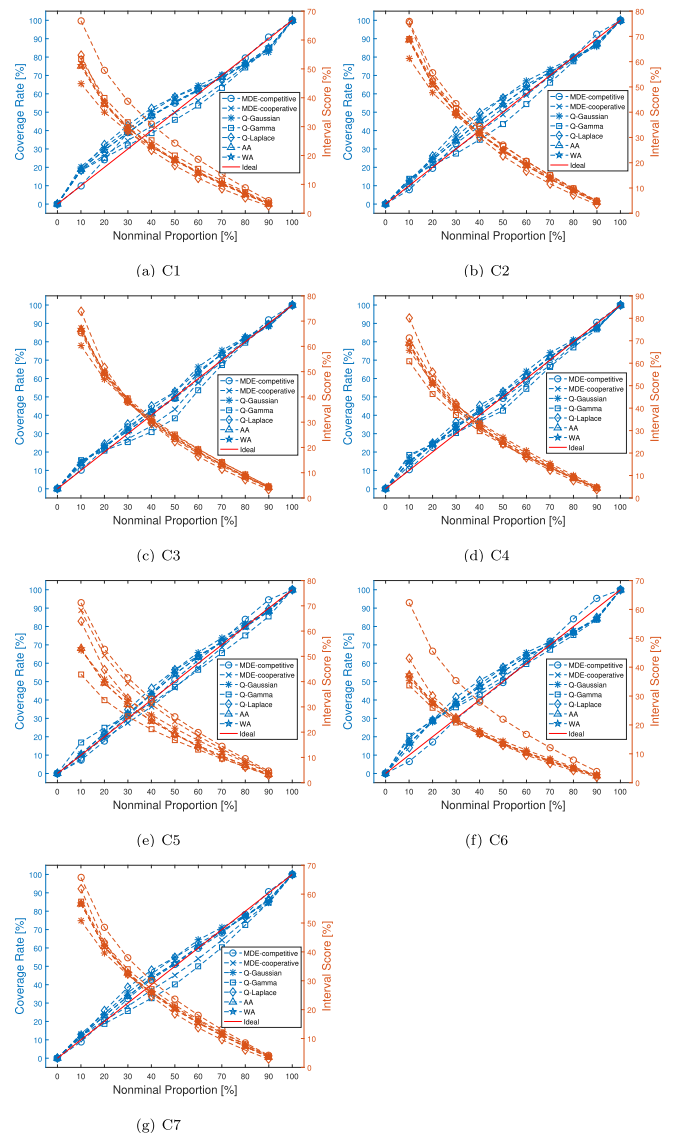 100
90
80
70
60
50
40
30
20
10
0
Coverage Rate [%]
70
60
50
40
30
20
10
0
Interval Score [%]
MDE-competitive
MDE-cooperative
Q-Gaussian
Q-Gamma
Q-Laplace
AA
WA
Ideal
0 10 20 30 40 50 60 70 80 90 100
Nonminal Proportion [%]
(a) C1
100
90
80
70
60
50
40
30
20
10
0
Coverage Rate [%]
80
70
60
50
40
30
20
10
0
Interval Score [%]
MDE-competitive
MDE-cooperative
Q-Gaussian
Q-Gamma
Q-Laplace
AA
WA
Ideal
0 10 20 30 40 50 60 70 80 90 100
Nonminal Proportion [%]
(b) C2
100
90
80
70
60
50
40
30
20
10
0
Coverage Rate [%]
80
70
60
50
40
30
20
10
0
Interval Score [%]
MDE-competitive
MDE-cooperative
Q-Gaussian
Q-Gamma
Q-Laplace
AA
WA
Ideal
0 10 20 30 40 50 60 70 80 90 100
Nonminal Proportion [%]
(c) C3
100
90
80
70
60
50
40
30
20
10
0
Coverage Rate [%]
90
80
70
60
50
40
30
20
10
0
Interval Score [%]
MDE-competitive
MDE-cooperative
Q-Gaussian
Q-Gamma
Q-Laplace
AA
WA
Ideal
0 10 20 30 40 50 60 70 80 90 100
Nonminal Proportion [%]
(d) C4
100
90
80
70
60
50
40
30
20
10
0
Coverage Rate [%]
80
70
60
50
40
30
20
10
0
Interval Score [%]
MDE-competitive
MDE-cooperative
Q-Gaussian
Q-Gamma
Q-Laplace
AA
WA
Ideal
0 10 20 30 40 50 60 70 80 90 100
Nonminal Proportion [%]
(e) C5
100
90
80
70
60
50
40
30
20
10
0
Coverage Rate [%]
70
60
50
40
30
20
10
0
Interval Score [%]
MDE-competitive
MDE-cooperative
Q-Gaussian
Q-Gamma
Q-Laplace
AA
WA
Ideal
0 10 20 30 40 50 60 70 80 90 100
Nonminal Proportion [%]
(f) C6
100
90
80
70
60
50
40
30
20
10
0
Coverage Rate [%]
70
60
50
40
30
20
10
0
Interval Score [%]
MDE-competitive
MDE-cooperative
Q-Gaussian
Q-Gamma
Q-Laplace
AA
WA
Ideal
0 10 20 30 40 50 60 70 80 90 100
Nonminal Proportion [%]
(g) C7